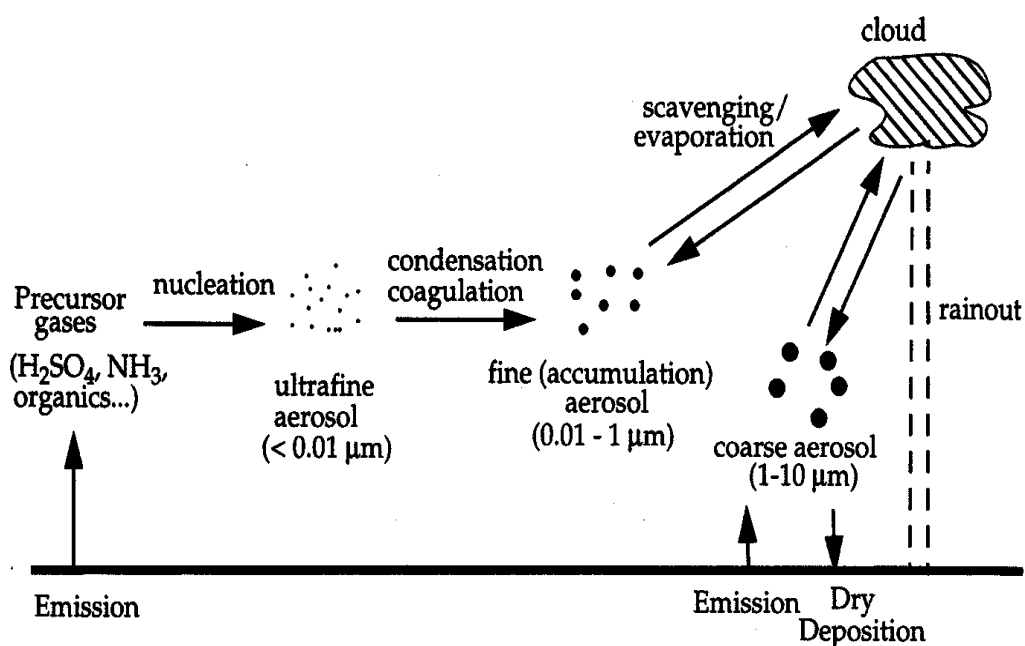 cloud
scavenging/
evaporation
condensation
coagulation
nucleation
Precursor
gases
(H₂SO₄, NH₃,
organics...)
rainout
ultrafine
aerosol
(< 0.01 µm)
fine (accumulation)
aerosol
(0.01 - 1 µm)
coarse aerosol
(1-10 µm)
Emission
Emission
Dry
Deposition